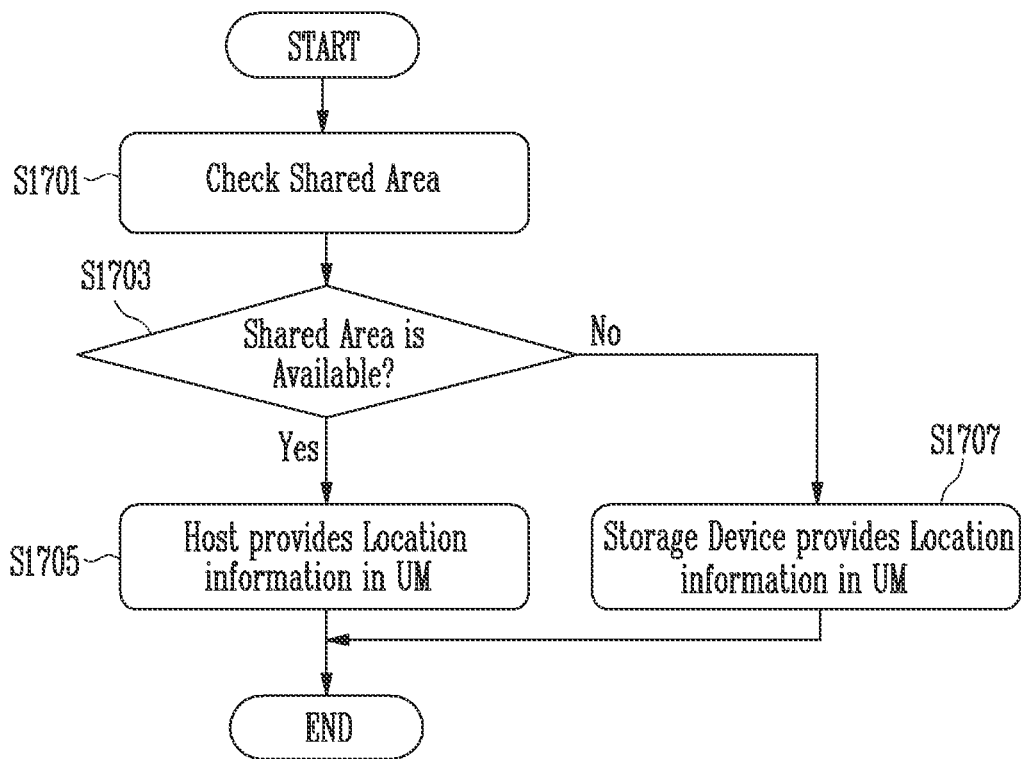 START
S1701
Check Shared Area
S1703
Shared Area is
Available?
No
Yes
S1707
S1705
Host provides Location
information in UM
Storage Device provides Location
information in UM
END